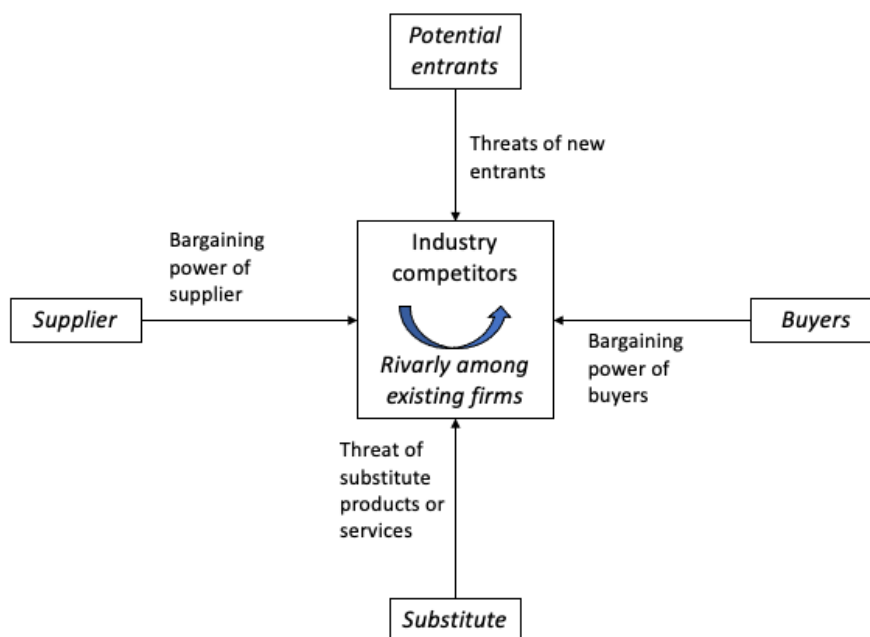 Potential
entrants
Threats of new
entrants
Bargaining
power of
supplier
Industry
competitors
Supplier
Buyers
Rivarly among
existing firms
Bargaining
power of
buyers
Threat of
substitute
products or
services
Substitute